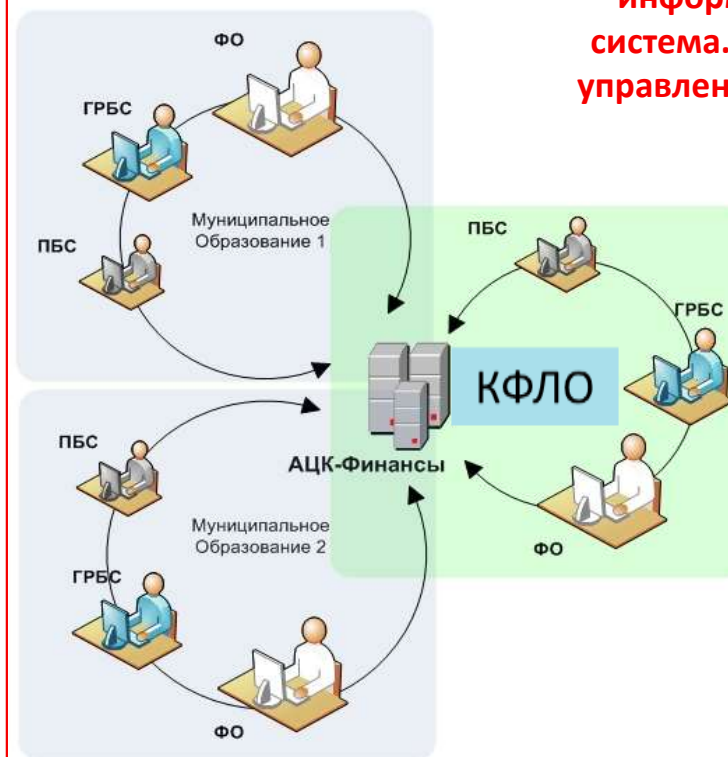 система.
управлен
ФО
ГРБС
ПБС
Муниципальное
Образование 1
ПБС
ГРБС
КФЛО
АЦК-Финансы
ФО
ПБС
Муниципальное
Образование 2
ГРБС
ФО